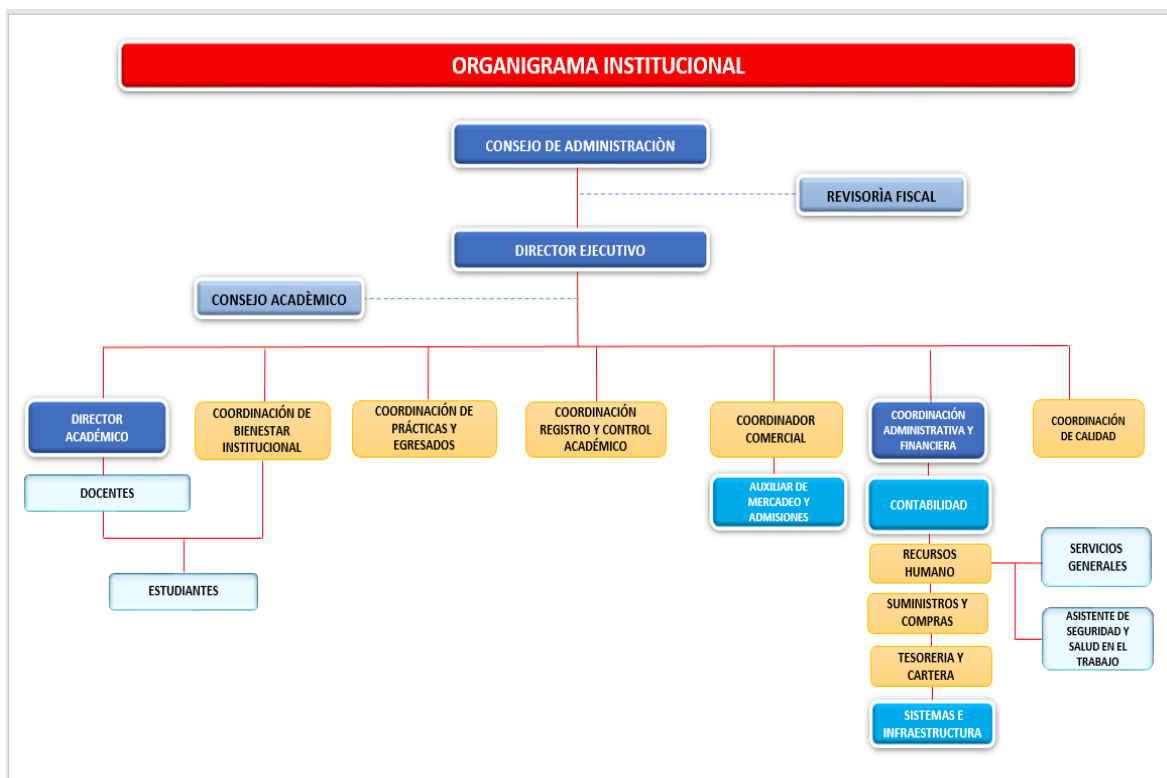 ORGANIGRAMA INSTITUCIONAL
CONSEJO DE ADMINISTRACIÒN
REVISORÌA FISCAL
DIRECTOR EJECUTIVO
CONSEJO ACADÈMICO
DIRECTOR
ACADÉMICO
COORDINACIÓN DE
BIENESTAR
INSTITUCIONAL
COORDINACIÓN DE
PRÁCTICAS Y
EGRESADOS
COORDINACIÓN
REGISTRO Y CONTROL
ACADÉMICO
COORDINADOR
COMERCIAL
COORDINACIÓN
ADMINISTRATIVA Y
FINANCIERA
COORDINACIÓN
DE CALIDAD
DOCENTES
AUXILIAR DE
MERCADEO Y
ADMISIONES
CONTABILIDAD
ESTUDIANTES
RECURSOS
HUMANO
SERVICIOS
GENERALES
SUMINISTROS Y
COMPRAS
ASISTENTE DE
SEGURIDAD Y
SALUD EN EL
TRABAJO
TESORERIA Y
CARTERA
SISTEMAS E
INFRAESTRUCTURA